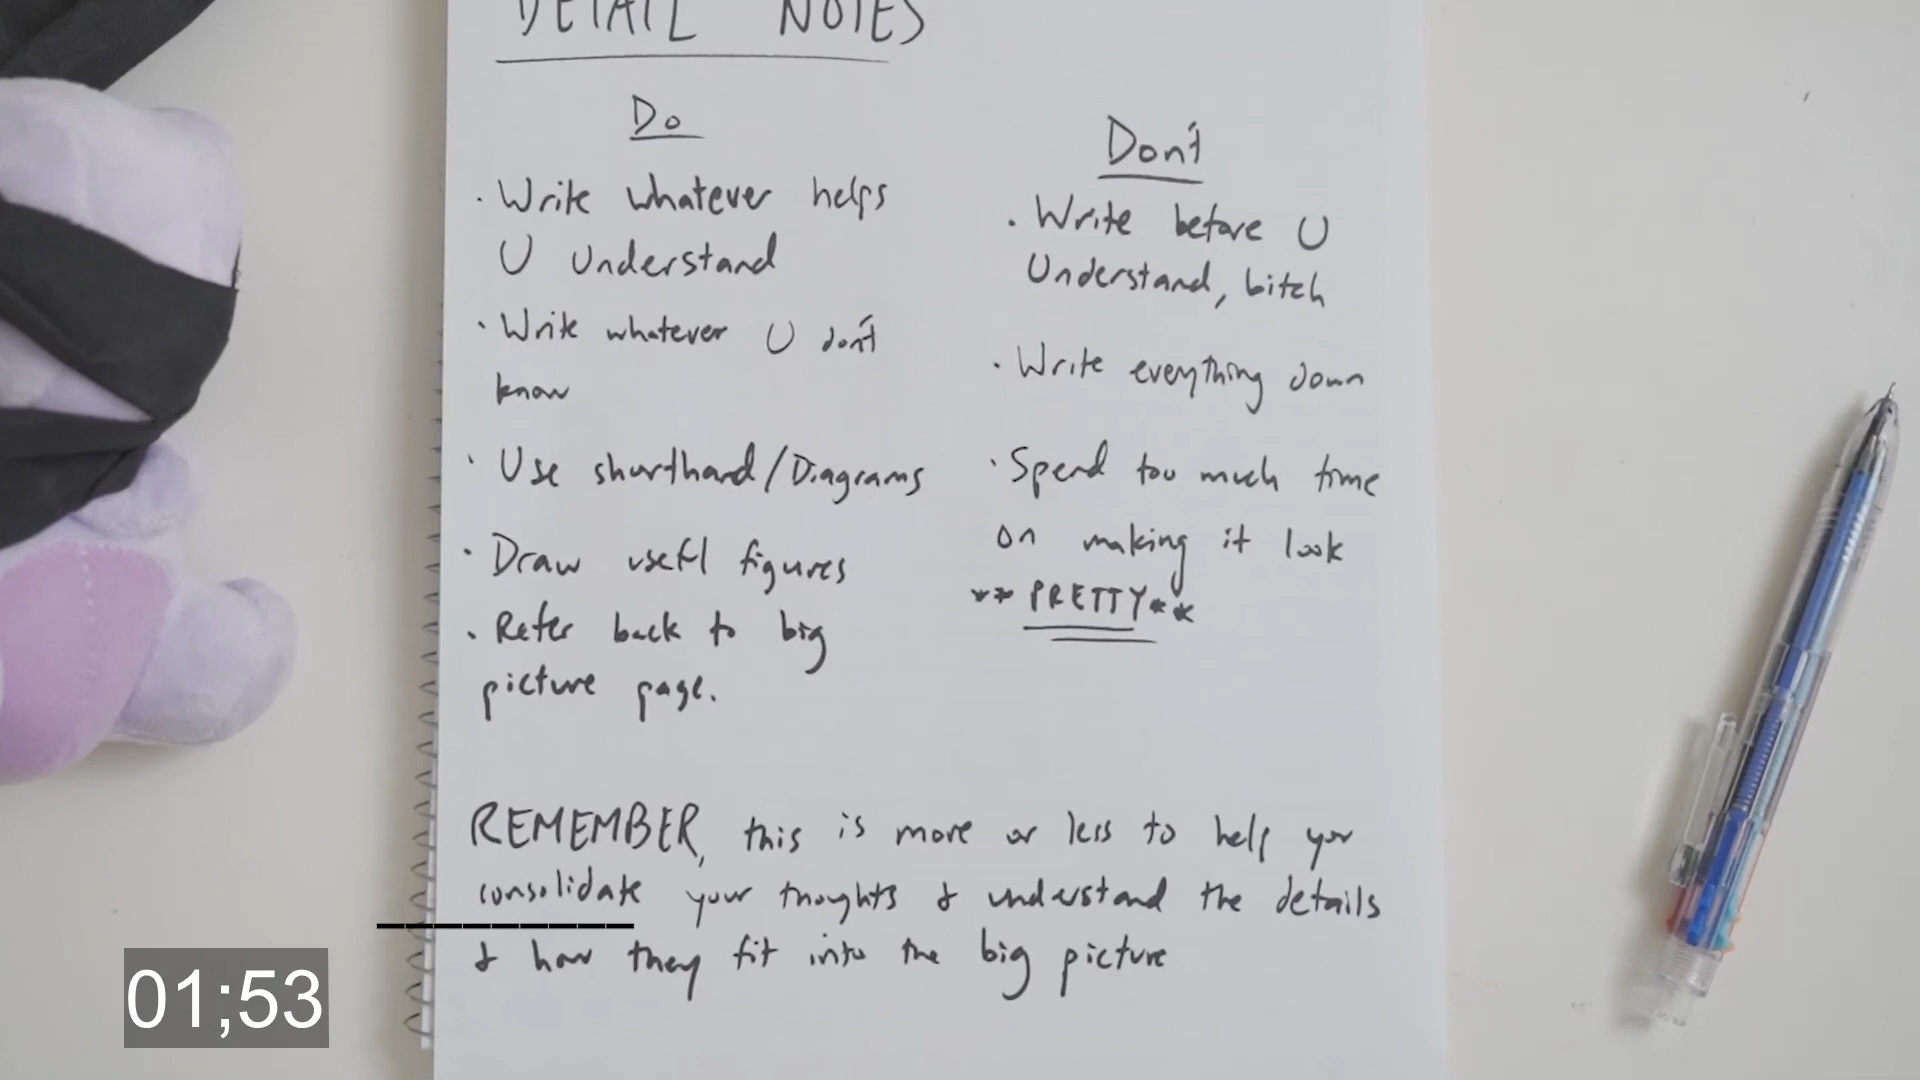 DETAIL NOTES
Do
· Write whatever helps
U Understand
· Write whatever U don't
know
· Use shorthand/Diagrams
· Draw usefl figures
· Refer back to big
picture page.
Don't
· Write before U
Understand, bitch
· Write everything down
· Spend too much time
on making it look
** PRETTY**
REMEMBER, this is more or less to help you
consolidate your thoughts & understand the details
& how they fit into the big picture
01;53